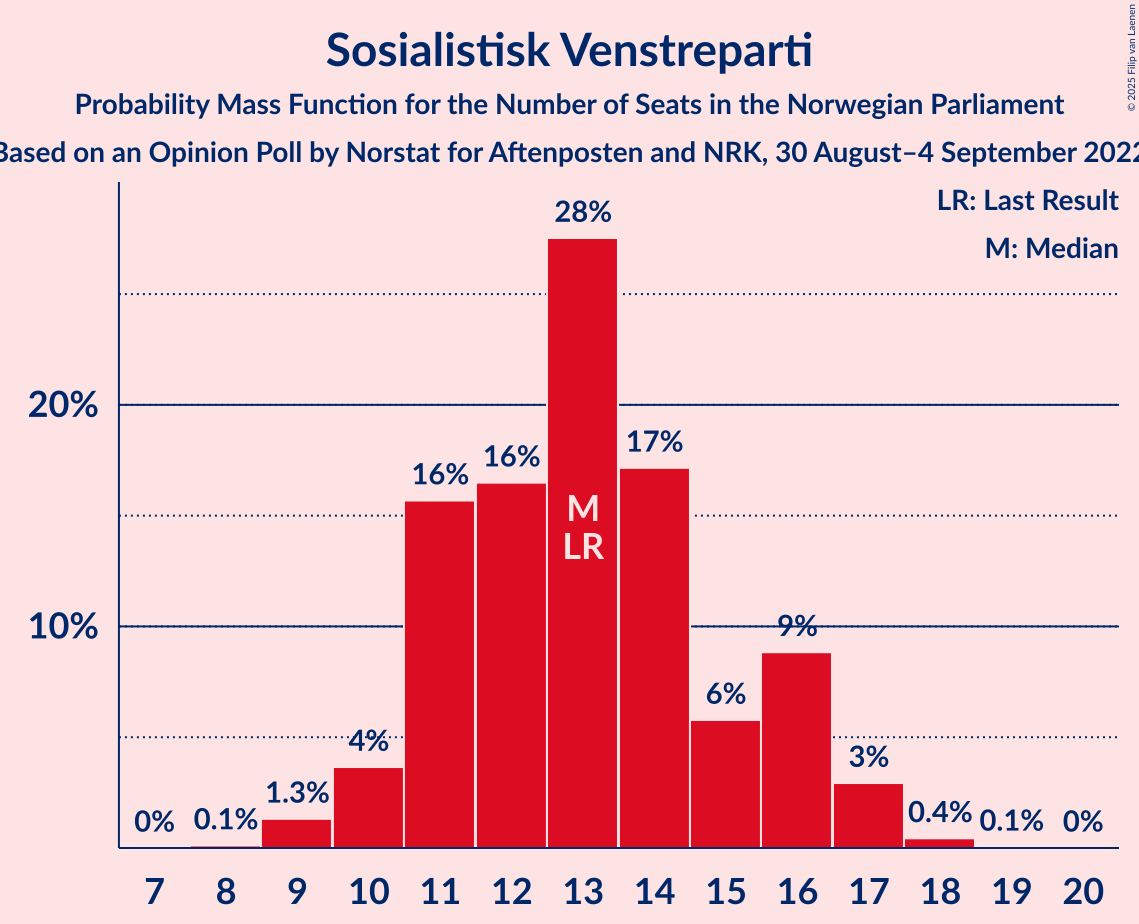 Sosialistisk Venstreparti
Probability Mass Function for the Number of Seats in the Norwegian Parliament
Based on an Opinion Poll by Norstat for Aftenposten and NRK, 30 August–4 September 2022
© 2025 Filip van Laenen
LR: Last Result
M: Median
20%
10%
0%
0.1%
1.3%
4%
16%
16%
28%
17%
6%
9%
3%
0.4%
0.1%
0%
M
LR
7 8 9 10 11 12 13 14 15 16 17 18 19 20